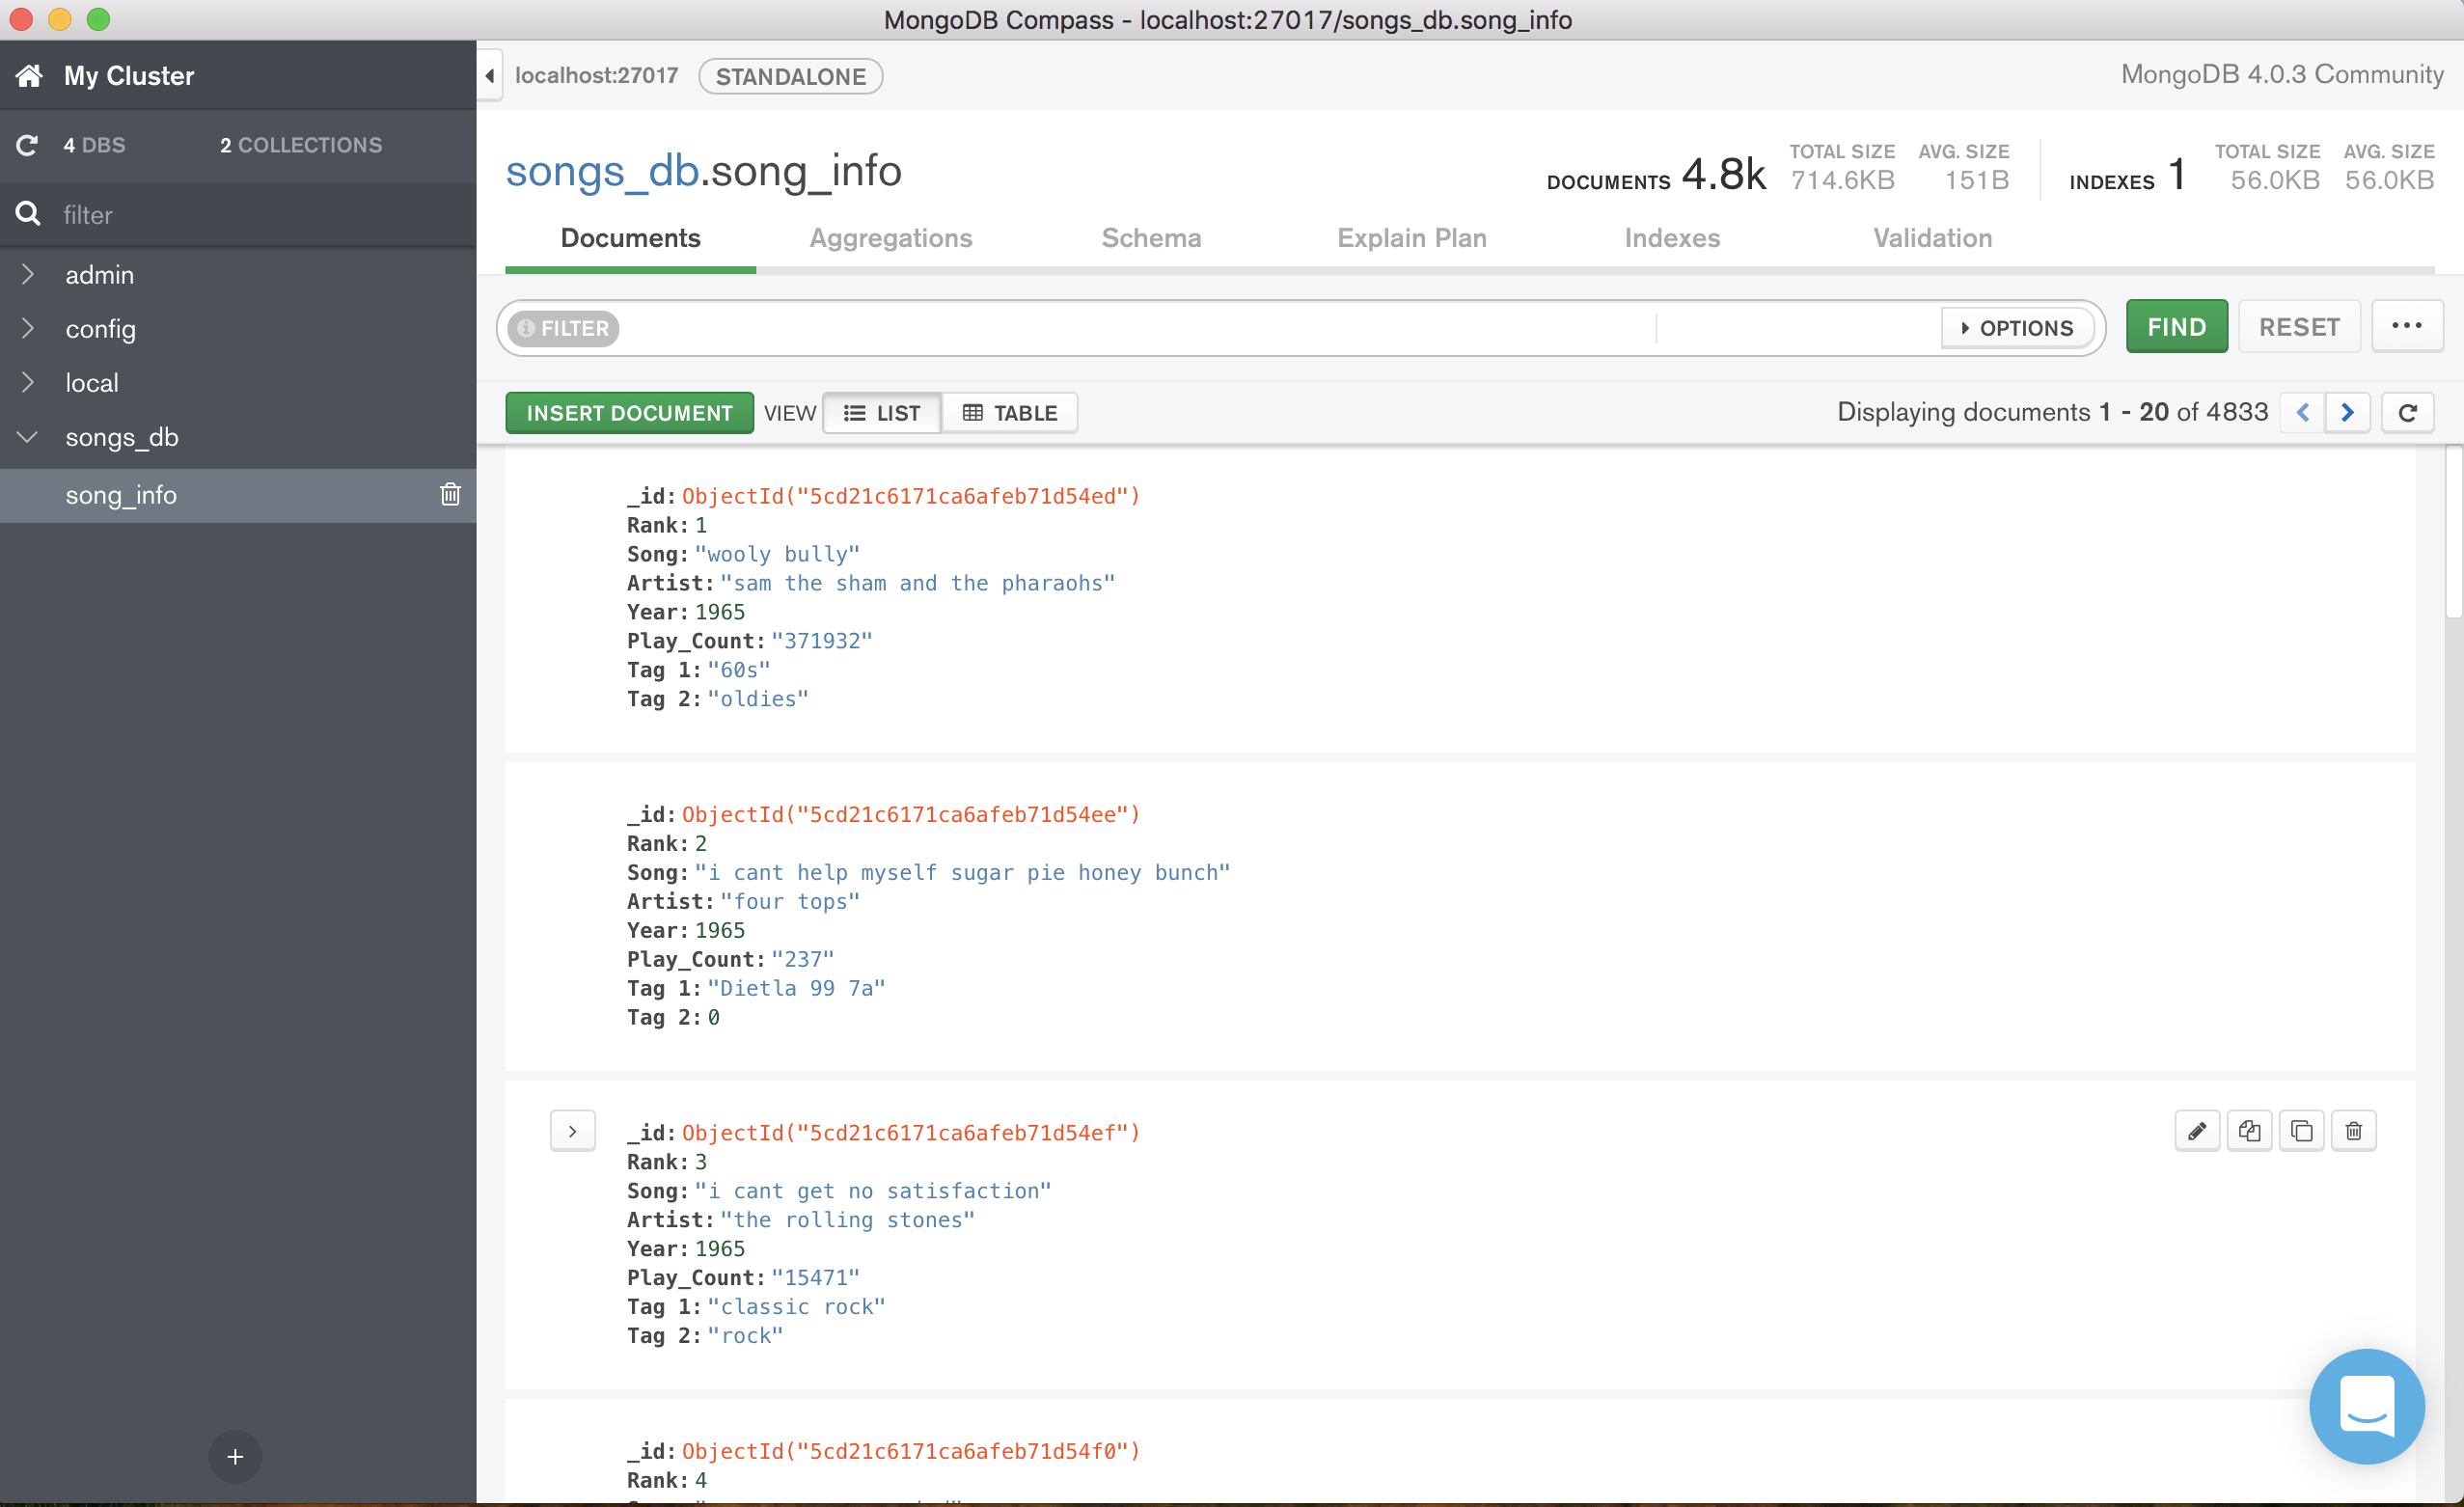 MongoDB Compass - localhost:27017/songs_db.song_info
My Cluster
localhost:27017 STANDALONE
MongoDB 4.0.3 Community
4 DBS 2 COLLECTIONS
filter
admin
config
local
songs_db
song_info
songs_db.song_info
DOCUMENTS 4.8k TOTAL SIZE 714.6KB AVG. SIZE 151B INDEXES 1 TOTAL SIZE 56.0KB AVG. SIZE 56.0KB
Documents Aggregations Schema Explain Plan Indexes Validation
FILTER OPTIONS FIND RESET ...
INSERT DOCUMENT VIEW LIST TABLE Displaying documents 1 - 20 of 4833
_id: ObjectId("5cd21c6171ca6afeb71d54ed")
Rank: 1
Song: "wooly bully"
Artist: "sam the sham and the pharaohs"
Year: 1965
Play_Count: "371932"
Tag 1: "60s"
Tag 2: "oldies"
_id: ObjectId("5cd21c6171ca6afeb71d54ee")
Rank: 2
Song: "i cant help myself sugar pie honey bunch"
Artist: "four tops"
Year: 1965
Play_Count: "237"
Tag 1: "Dietla 99 7a"
Tag 2: 0
_id: ObjectId("5cd21c6171ca6afeb71d54ef")
Rank: 3
Song: "i cant get no satisfaction"
Artist: "the rolling stones"
Year: 1965
Play_Count: "15471"
Tag 1: "classic rock"
Tag 2: "rock"
_id: ObjectId("5cd21c6171ca6afeb71d54f0")
Rank: 4